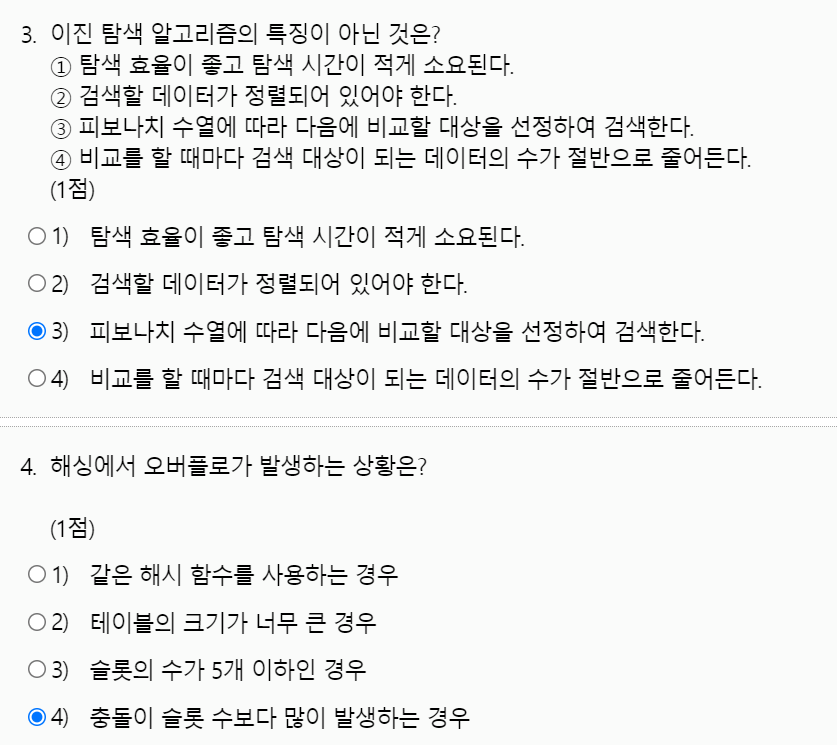 3. 이진 탐색 알고리즘의 특징이 아닌 것은?
① 탐색 효율이 좋고 탐색 시간이 적게 소요된다.
② 검색할 데이터가 정렬되어 있어야 한다.
③ 피보나치 수열에 따라 다음에 비교할 대상을 선정하여 검색한다.
④ 비교를 할 때마다 검색 대상이 되는 데이터의 수가 절반으로 줄어든다.
(1점)
1) 탐색 효율이 좋고 탐색 시간이 적게 소요된다.
2) 검색할 데이터가 정렬되어 있어야 한다.
3) 피보나치 수열에 따라 다음에 비교할 대상을 선정하여 검색한다.
4) 비교를 할 때마다 검색 대상이 되는 데이터의 수가 절반으로 줄어든다.
4. 해싱에서 오버플로가 발생하는 상황은?
(1점)
1) 같은 해시 함수를 사용하는 경우
2) 테이블의 크기가 너무 큰 경우
3) 슬롯의 수가 5개 이하인 경우
4) 충돌이 슬롯 수보다 많이 발생하는 경우